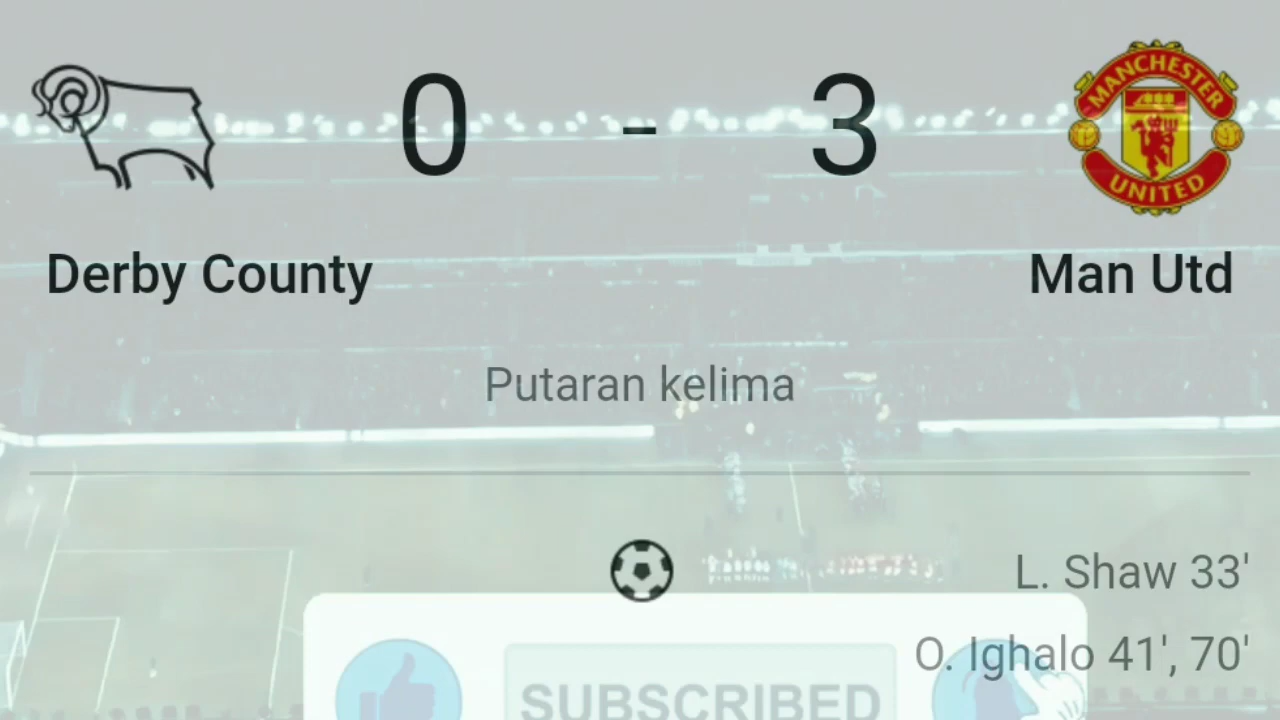 0 - 3
MANCHESTER
UNITED
Derby County
Man Utd
Putaran kelima
L. Shaw 33'
O. Ighalo 41', 70'
SUBSCRIBED